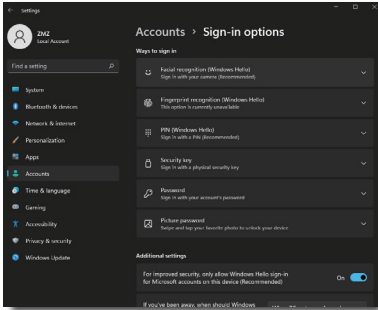 Settings
ZMZ
Local Account
Find a setting
System
Bluetooth & devices
Network & internet
Personalization
Apps
Accounts
Time & language
Gaming
Accessibility
Privacy & security
Windows Update
Accounts > Sign-in options
Ways to sign in
Facial recognition (Windows Hello)
Sign in with your camera (Recommended)
Fingerprint recognition (Windows Hello)
This option is currently unavailable
PIN (Windows Hello)
Sign in with a PIN (Recommended)
Security key
Sign in with a physical security key
Password
Sign in with your account's password
Picture password
Swipe and tap your favorite photo to unlock your device
Additional settings
For improved security, only allow Windows Hello sign-in
for Microsoft accounts on this device (Recommended)
On
If you've been away, when should Windows